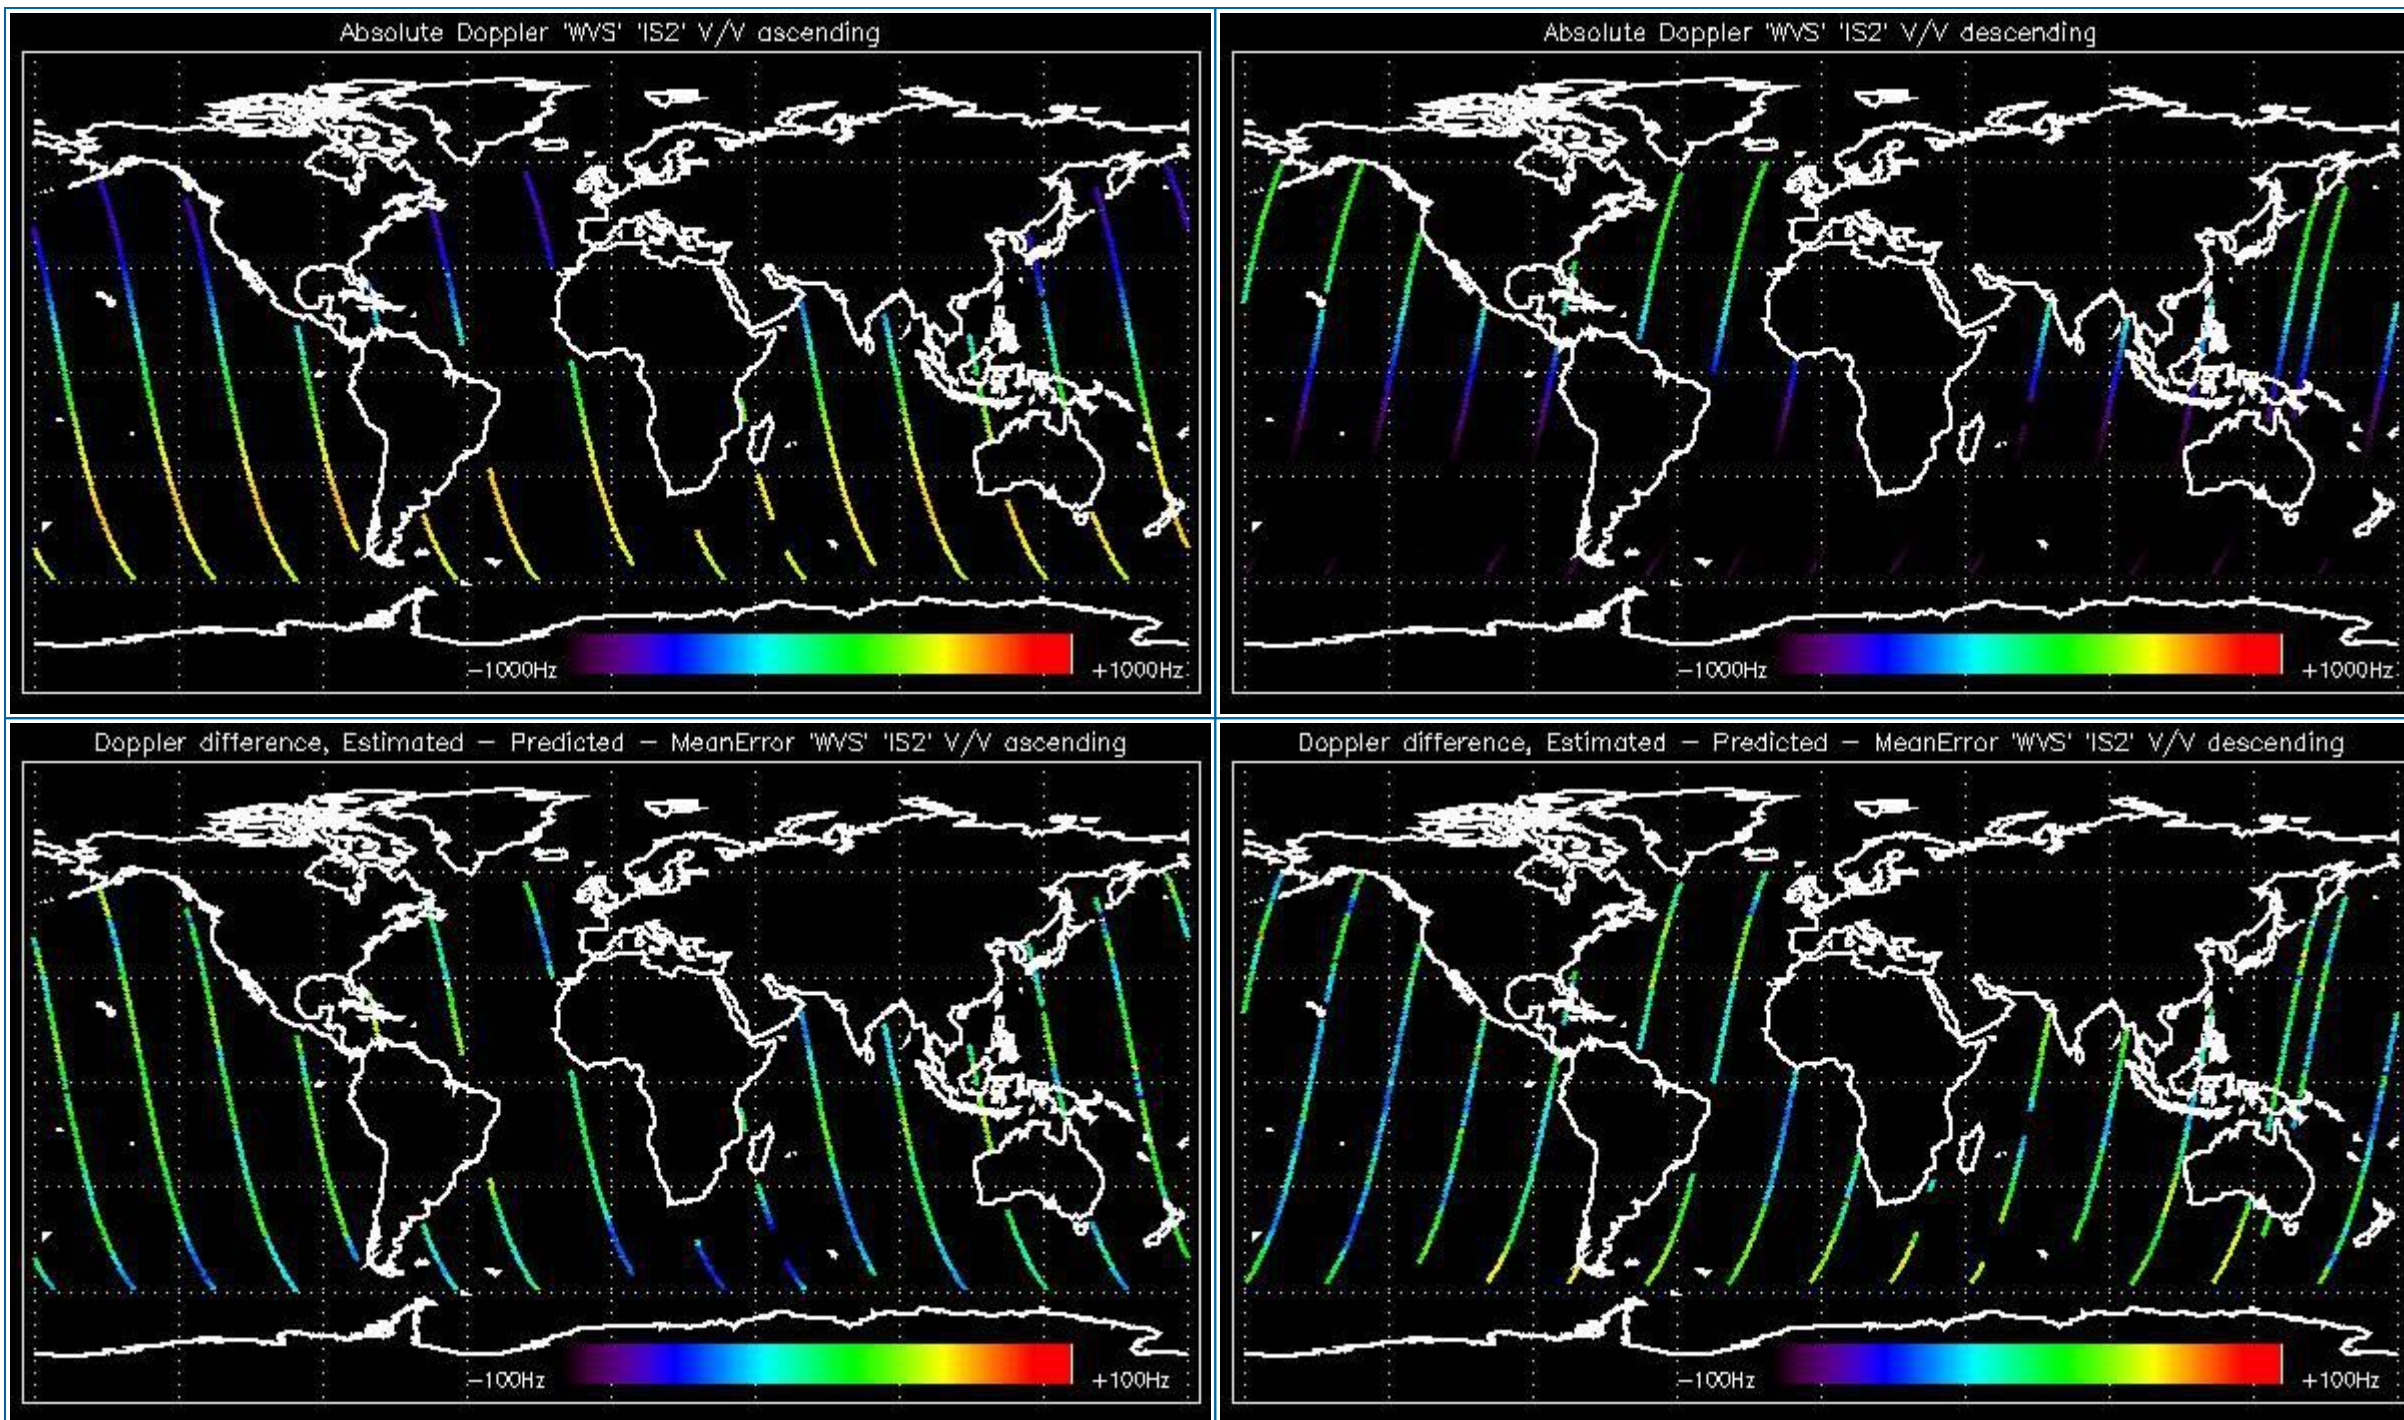 Absolute Doppler 'WVS' 'IS2' V/V ascending
−1000Hz
+1000Hz
Absolute Doppler 'WVS' 'IS2' V/V descending
−1000Hz
+1000Hz
Doppler difference, Estimated − Predicted − MeanError 'WVS' 'IS2' V/V ascending
−100Hz
+100Hz
Doppler difference, Estimated − Predicted − MeanError 'WVS' 'IS2' V/V descending
−100Hz
+100Hz